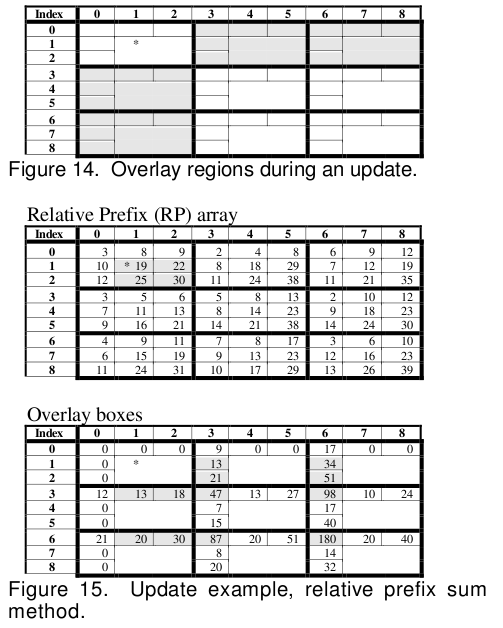 Index 0 1 2 3 4 5 6 7 8
0
1 *
2
3
4
5
6
7
8
Figure 14. Overlay regions during an update.
Relative Prefix (RP) array
Index 0 1 2 3 4 5 6 7 8
0 3 8 9 2 4 8 6 9 12
1 10 * 19 22 8 18 29 7 12 19
2 12 25 30 11 24 38 11 21 35
3 3 5 6 5 8 13 2 10 12
4 7 11 13 8 14 23 9 18 23
5 9 16 21 14 21 38 14 24 30
6 4 9 11 7 8 17 3 6 10
7 6 15 19 9 13 23 12 16 23
8 11 24 31 10 17 29 13 26 39
Overlay boxes
Index 0 1 2 3 4 5 6 7 8
0 0 0 0 9 0 0 17 0 0
1 0 * 13 34
2 0 21 51
3 12 13 18 47 13 27 98 10 24
4 0 7 17
5 0 15 40
6 21 20 30 87 20 51 180 20 40
7 0 8 14
8 0 20 32
Figure 15. Update example, relative prefix sum
method.